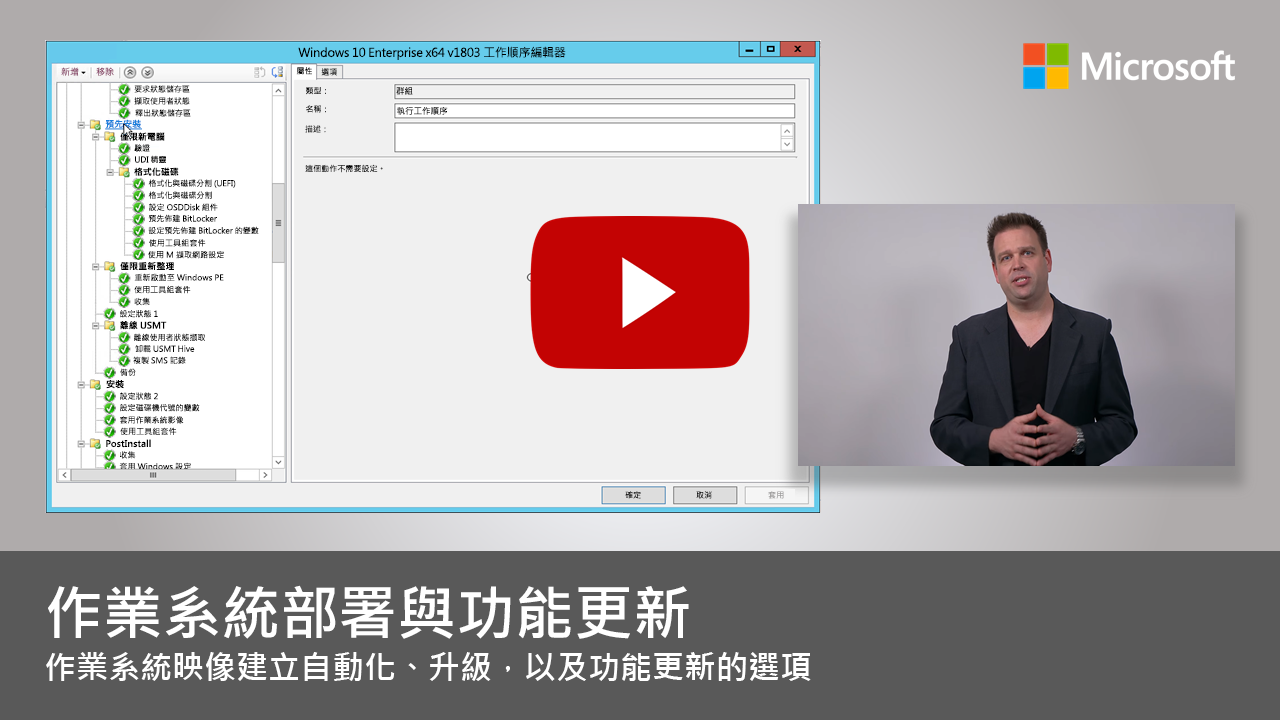 Windows 10 Enterprise x64 v1803 工作順序編輯器
Microsoft
新增
移除
屬性
選項
要求狀態儲存區
擷取使用者狀態
釋出狀態儲存區
預先安裝
僅限新電腦
驗證
UDI 精靈
格式化磁碟
格式化與磁碟分割 (UEFI)
格式化與磁碟分割
設定 OSDDisk 組件
預先佈建 BitLocker
設定預先佈建 BitLocker 的變數
使用工具組套件
使用 M 擷取網路設定
僅限重新整理
重新啟動至 Windows PE
使用工具組套件
收集
設定狀態 1
離線 USMT
離線使用者狀態擷取
卸載 USMT Hive
複製 SMS 記錄
備份
安裝
設定狀態 2
設定磁碟機代號的變數
套用作業系統影像
使用工具組套件
PostInstall
收集
套用 Windows 設定
類型：
群組
名稱：
執行工作順序
描述：
這個動作不需要設定。
確定
取消
套用
作業系統部署與功能更新
作業系統映像建立自動化、升級，以及功能更新的選項